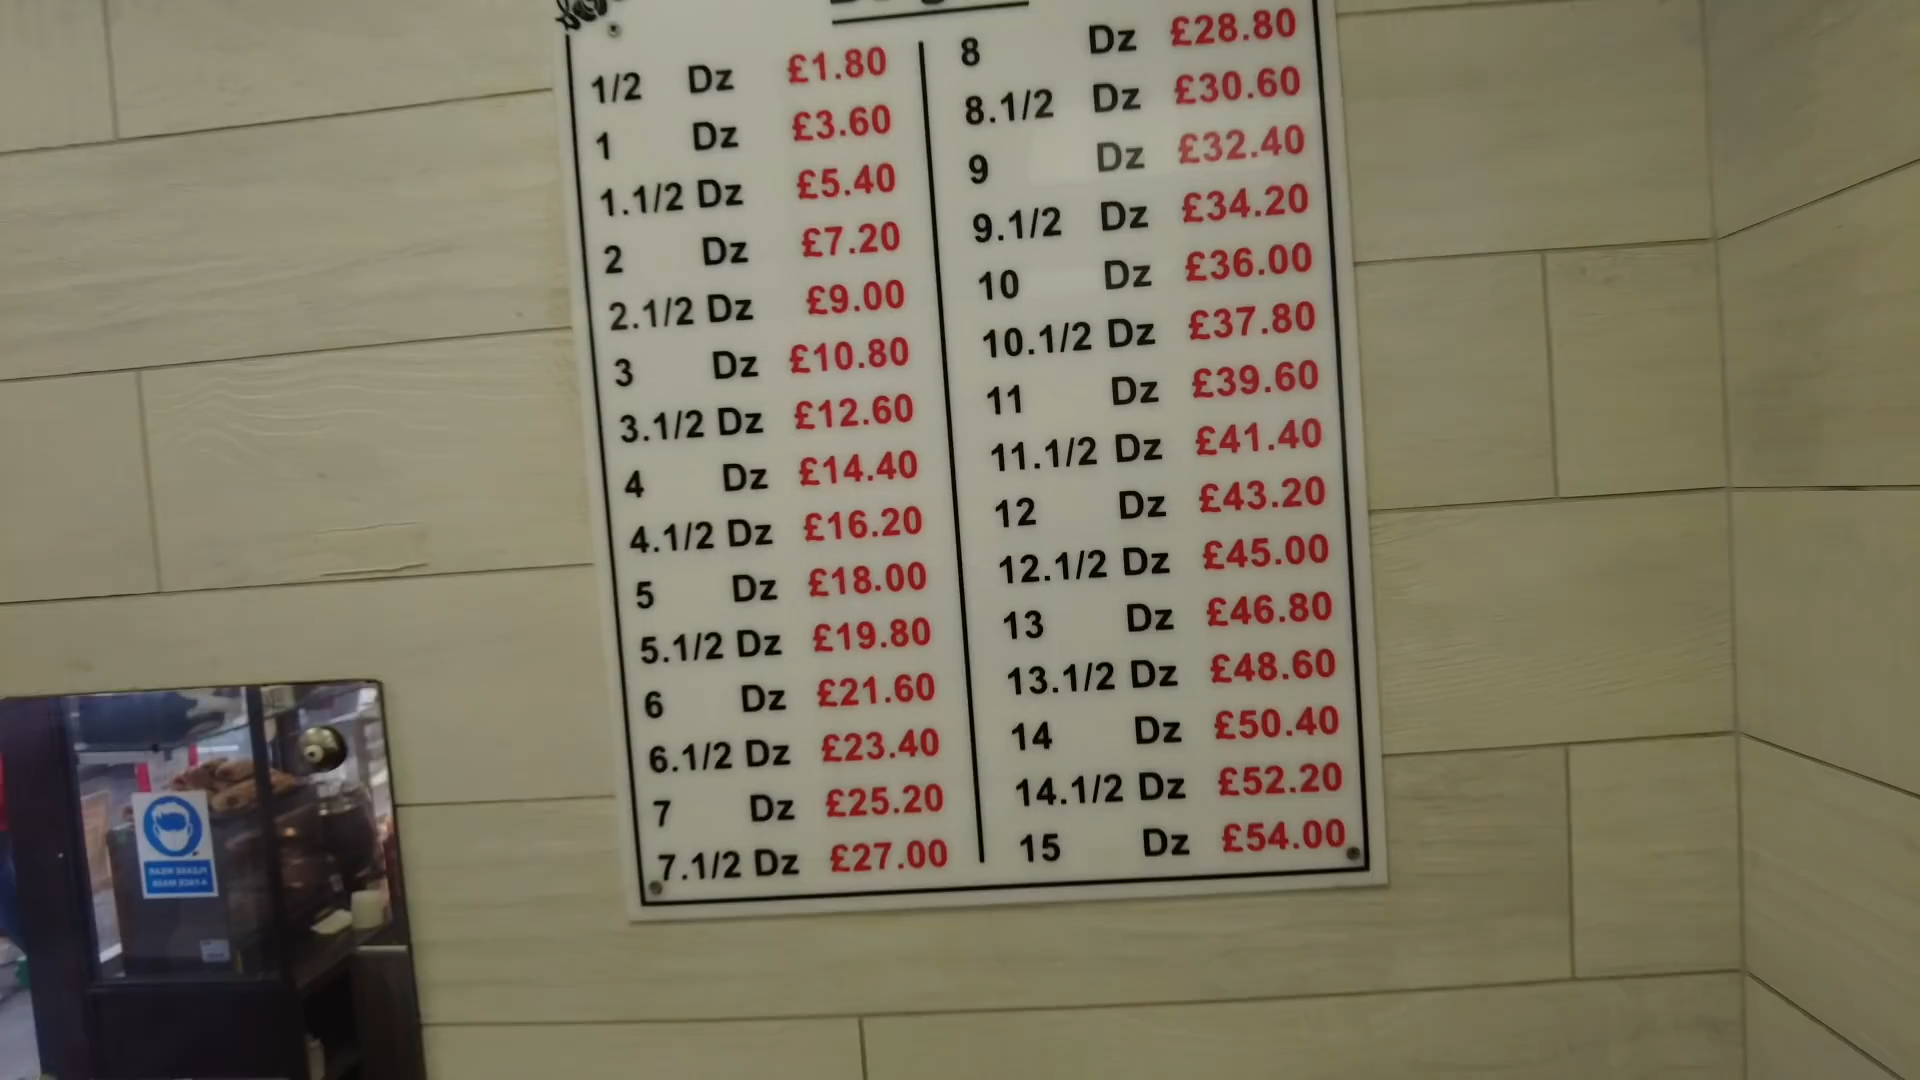 1/2 Dz £1.80
1 Dz £3.60
1.1/2 Dz £5.40
2 Dz £7.20
2.1/2 Dz £9.00
3 Dz £10.80
3.1/2 Dz £12.60
4 Dz £14.40
4.1/2 Dz £16.20
5 Dz £18.00
5.1/2 Dz £19.80
6 Dz £21.60
6.1/2 Dz £23.40
7 Dz £25.20
7.1/2 Dz £27.00
8 Dz £28.80
8.1/2 Dz £30.60
9 Dz £32.40
9.1/2 Dz £34.20
10 Dz £36.00
10.1/2 Dz £37.80
11 Dz £39.60
11.1/2 Dz £41.40
12 Dz £43.20
12.1/2 Dz £45.00
13 Dz £46.80
13.1/2 Dz £48.60
14 Dz £50.40
14.1/2 Dz £52.20
15 Dz £54.00
PLEASE WEAR
A FACE MASK